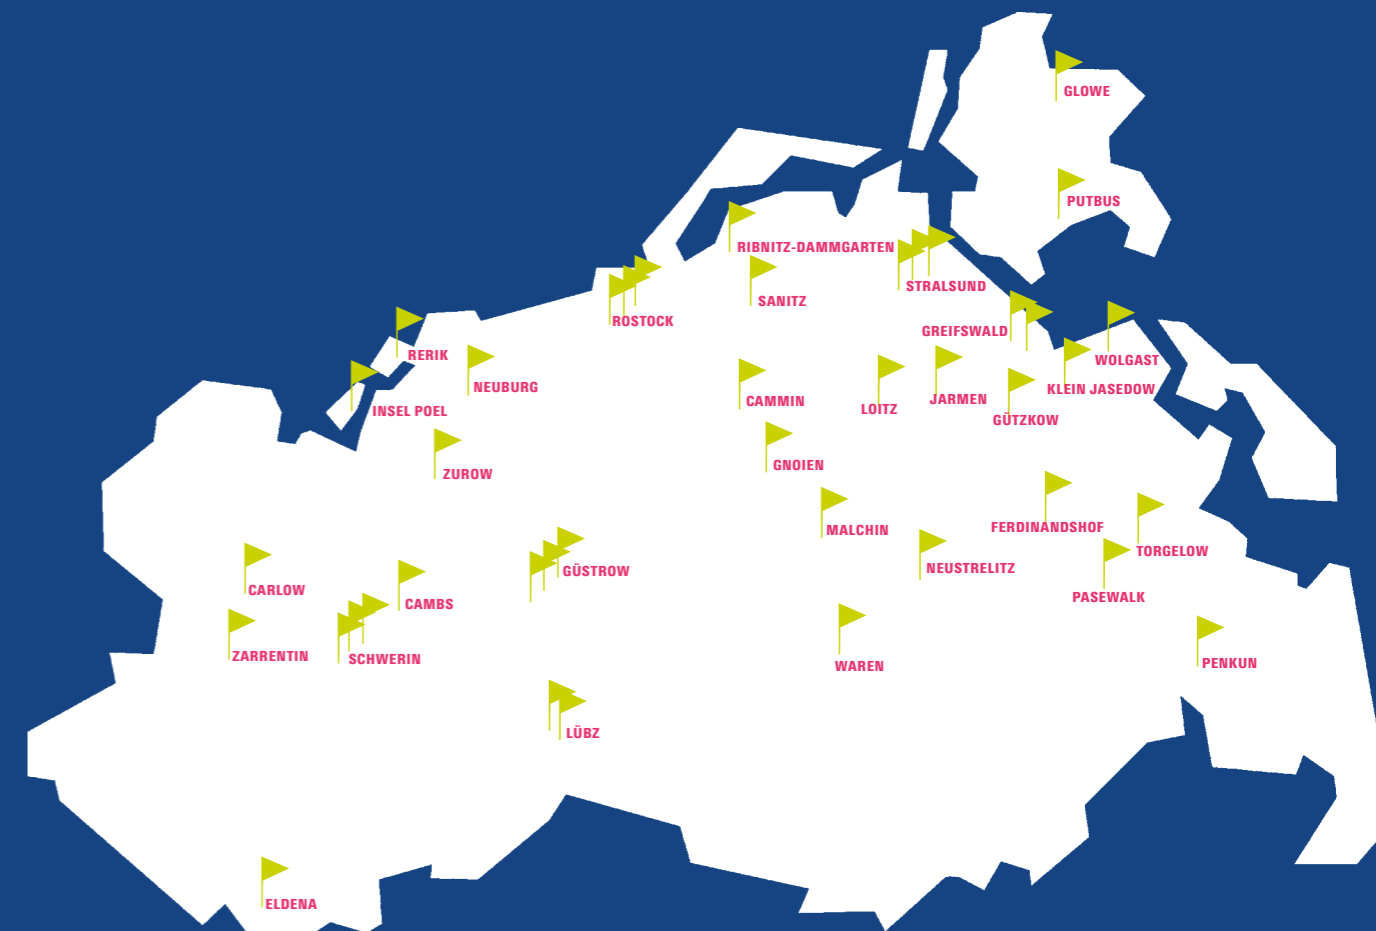 GLOWE
PUTBUS
RIBNITZ-DAMMGARTEN
STRALSUND
SANITZ
ROSTOCK
GREIFSWALD
RERIK
WOLGAST
NEUBURG
KLEIN JASEDOW
JARMEN
CAMMIN
LOITZ
INSEL POEL
GÜTZKOW
GNOIEN
ZUROW
FERDINANDSHOF
MALCHIN
TORGELOW
NEUSTRELITZ
GÜSTROW
CARLOW
PASEWALK
CAMBS
ZARRENTIN
SCHWERIN
PENKUN
WAREN
LÜBZ
ELDENA